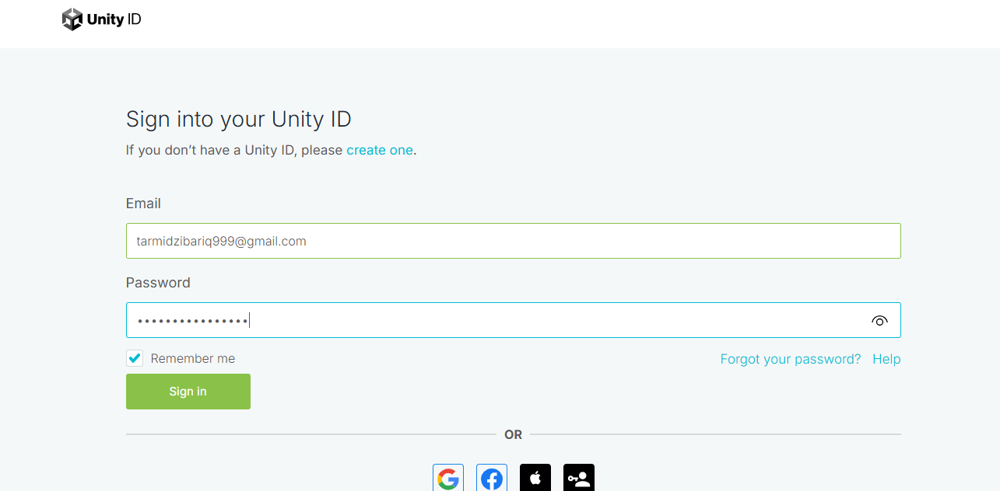 Unity ID
Sign into your Unity ID
If you don’t have a Unity ID, please create one.
Email
tarmidzibariq999@gmail.com
Password
••••••••••••••••
Remember me
Forgot your password? Help
Sign in
OR